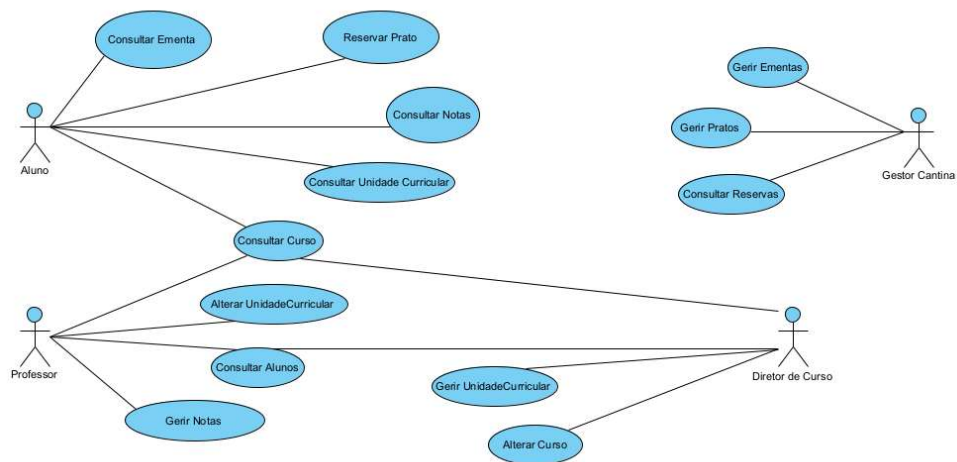 Consultar Ementa
Reservar Prato
Gerir Ementas
Consultar Notas
Gerir Pratos
Aluno
Gestor Cantina
Consultar Unidade Curricular
Consultar Reservas
Consultar Curso
Alterar UnidadeCurricular
Consultar Alunos
Professor
Diretor de Curso
Gerir UnidadeCurricular
Gerir Notas
Alterar Curso